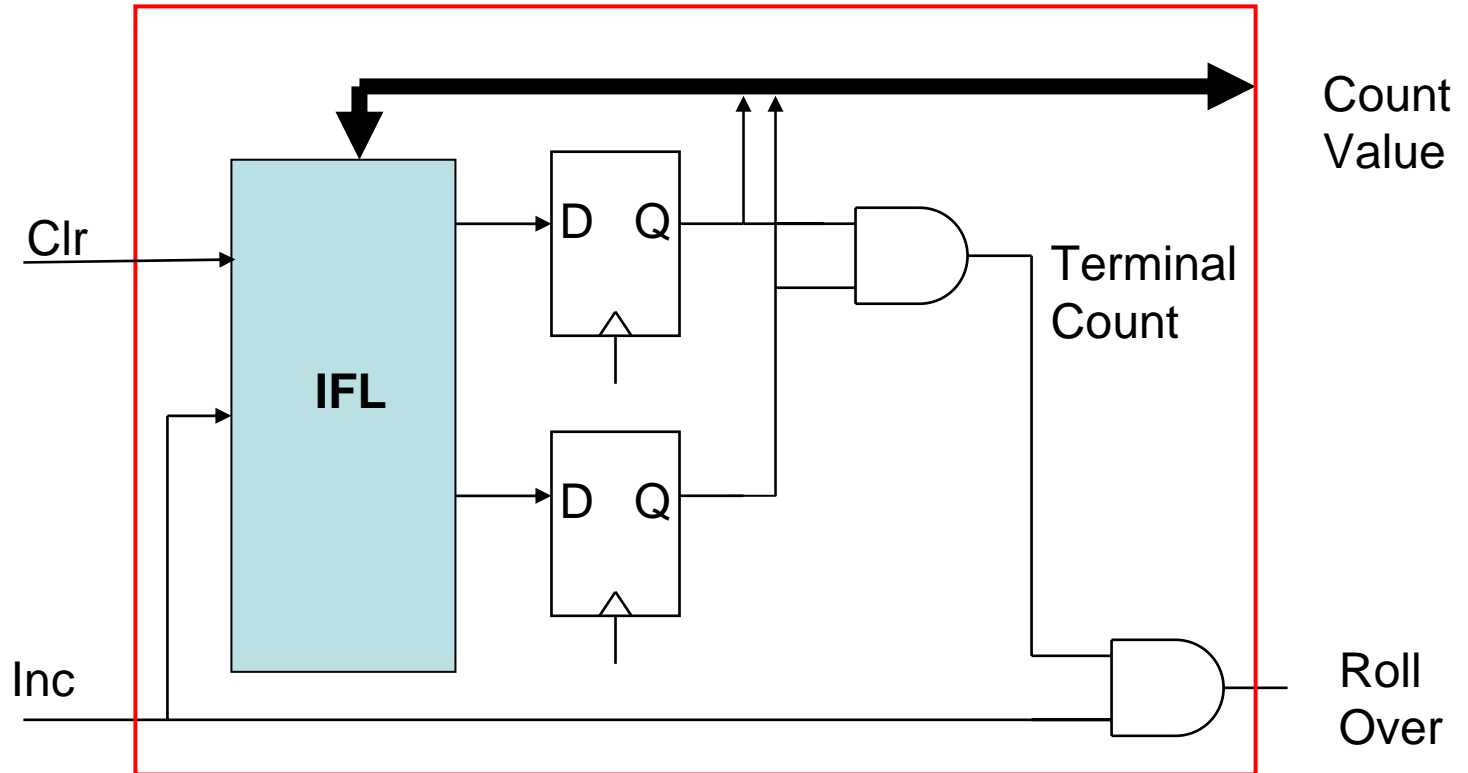 Count
Value
Clr
D Q
Terminal
Count
IFL
D Q
Inc
Roll
Over